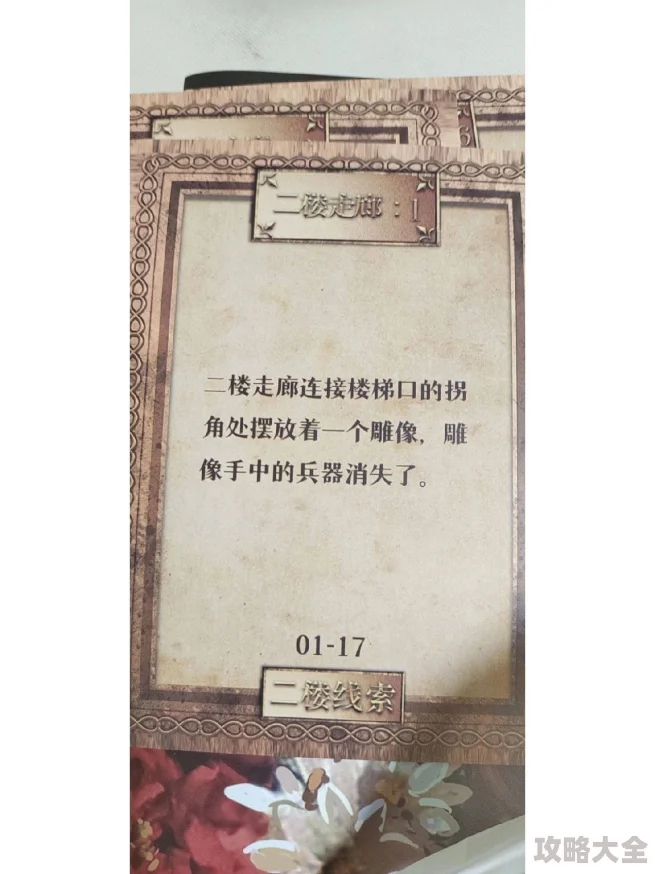 二楼走廊：1
二楼走廊连接楼梯口的拐
角处摆放着一个雕像，雕
像手中的兵器消失了。
01-17
二楼线索
攻略大全